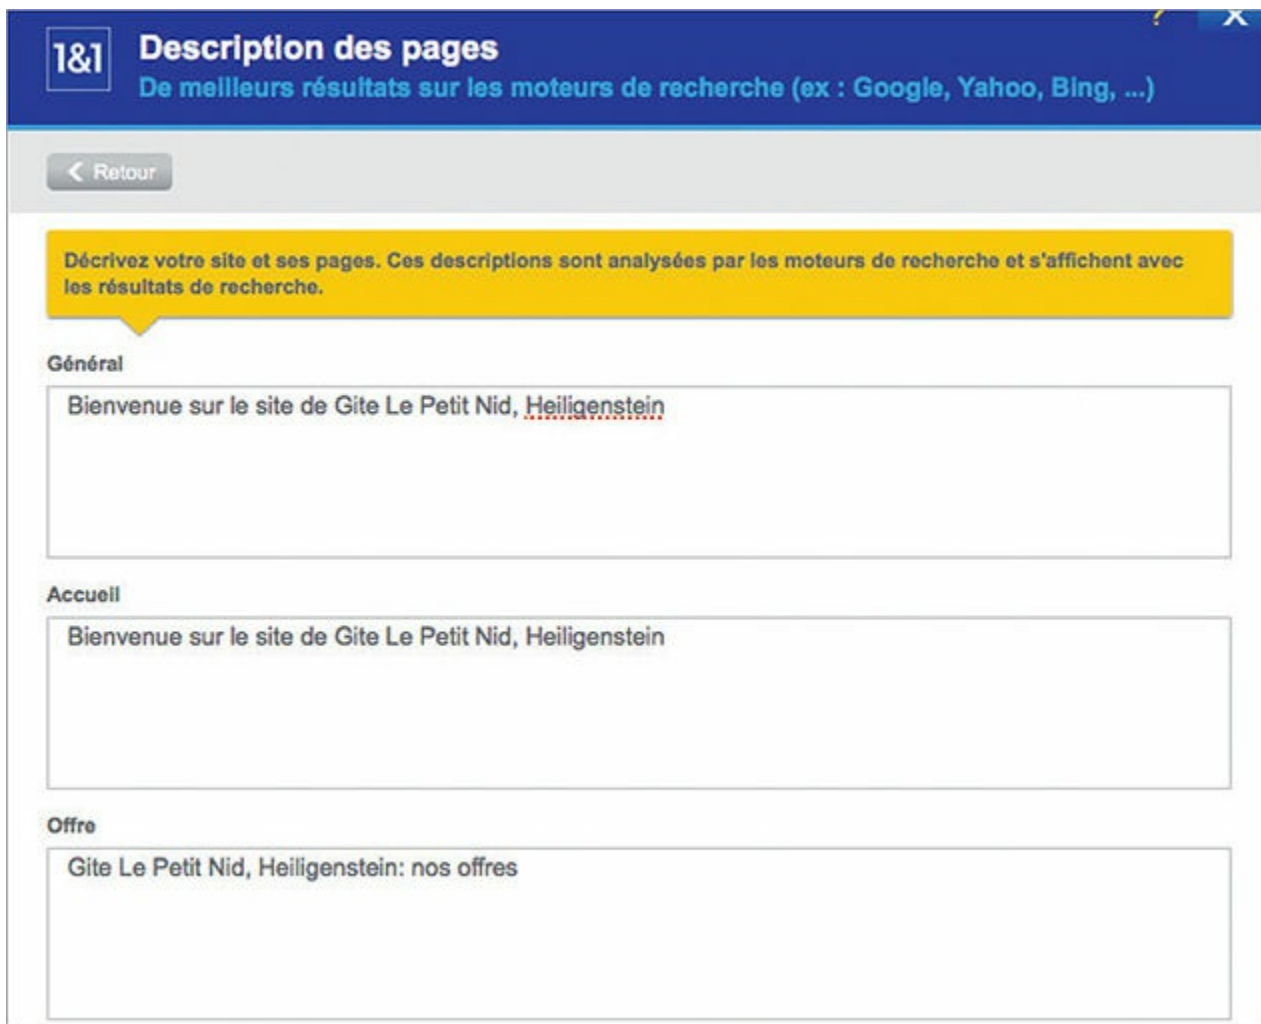 ?
X
1&1
Description des pages
De meilleurs résultats sur les moteurs de recherche (ex : Google, Yahoo, Bing, ...)
Retour
Décrivez votre site et ses pages. Ces descriptions sont analysées par les moteurs de recherche et s'affichent avec
les résultats de recherche.
Général
Bienvenue sur le site de Gite Le Petit Nid, Heiligenstein
Accueil
Bienvenue sur le site de Gite Le Petit Nid, Heiligenstein
Offre
Gite Le Petit Nid, Heiligenstein: nos offres